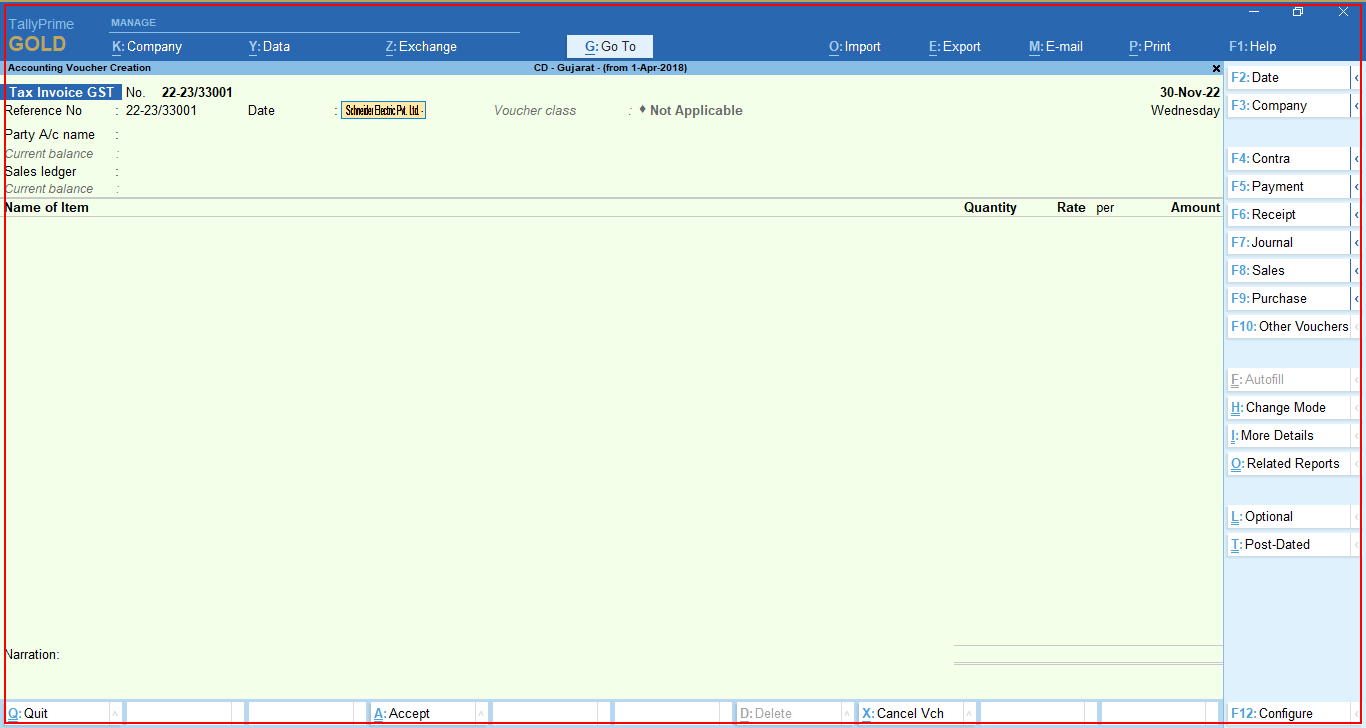 TallyPrime
GOLD
MANAGE
K: Company Y: Data Z: Exchange G: Go To O: Import E: Export M: E-mail P: Print F1: Help
Accounting Voucher Creation CD - Gujarat - (from 1-Apr-2018)
Tax Invoice GST No. 22-23/33001 30-Nov-22
Reference No : 22-23/33001 Date : Schneider Electric Pvt. Ltd. - Voucher class : ♦ Not Applicable Wednesday
Party A/c name :
Current balance :
Sales ledger :
Current balance :
Name of Item Quantity Rate per Amount
Narration:
F2: Date
F3: Company
F4: Contra
F5: Payment
F6: Receipt
F7: Journal
F8: Sales
F9: Purchase
F10: Other Vouchers
F: Autofill
H: Change Mode
I: More Details
O: Related Reports
L: Optional
T: Post-Dated
Q: Quit A: Accept D: Delete X: Cancel Vch F12: Configure